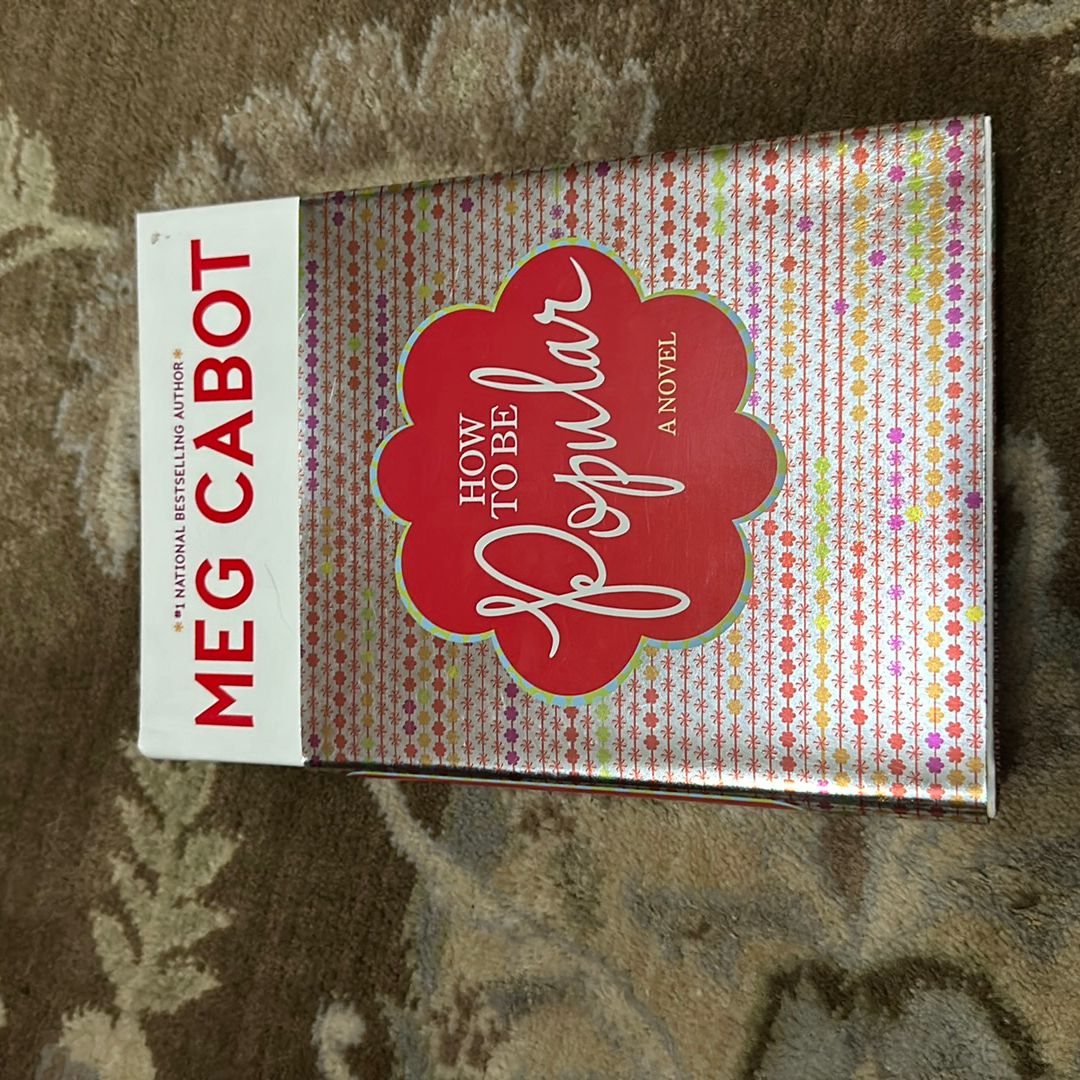 *#1 NATIONAL BESTSELLING AUTHOR*
MEG CABOT
HOW
TO BE
Popular
A NOVEL